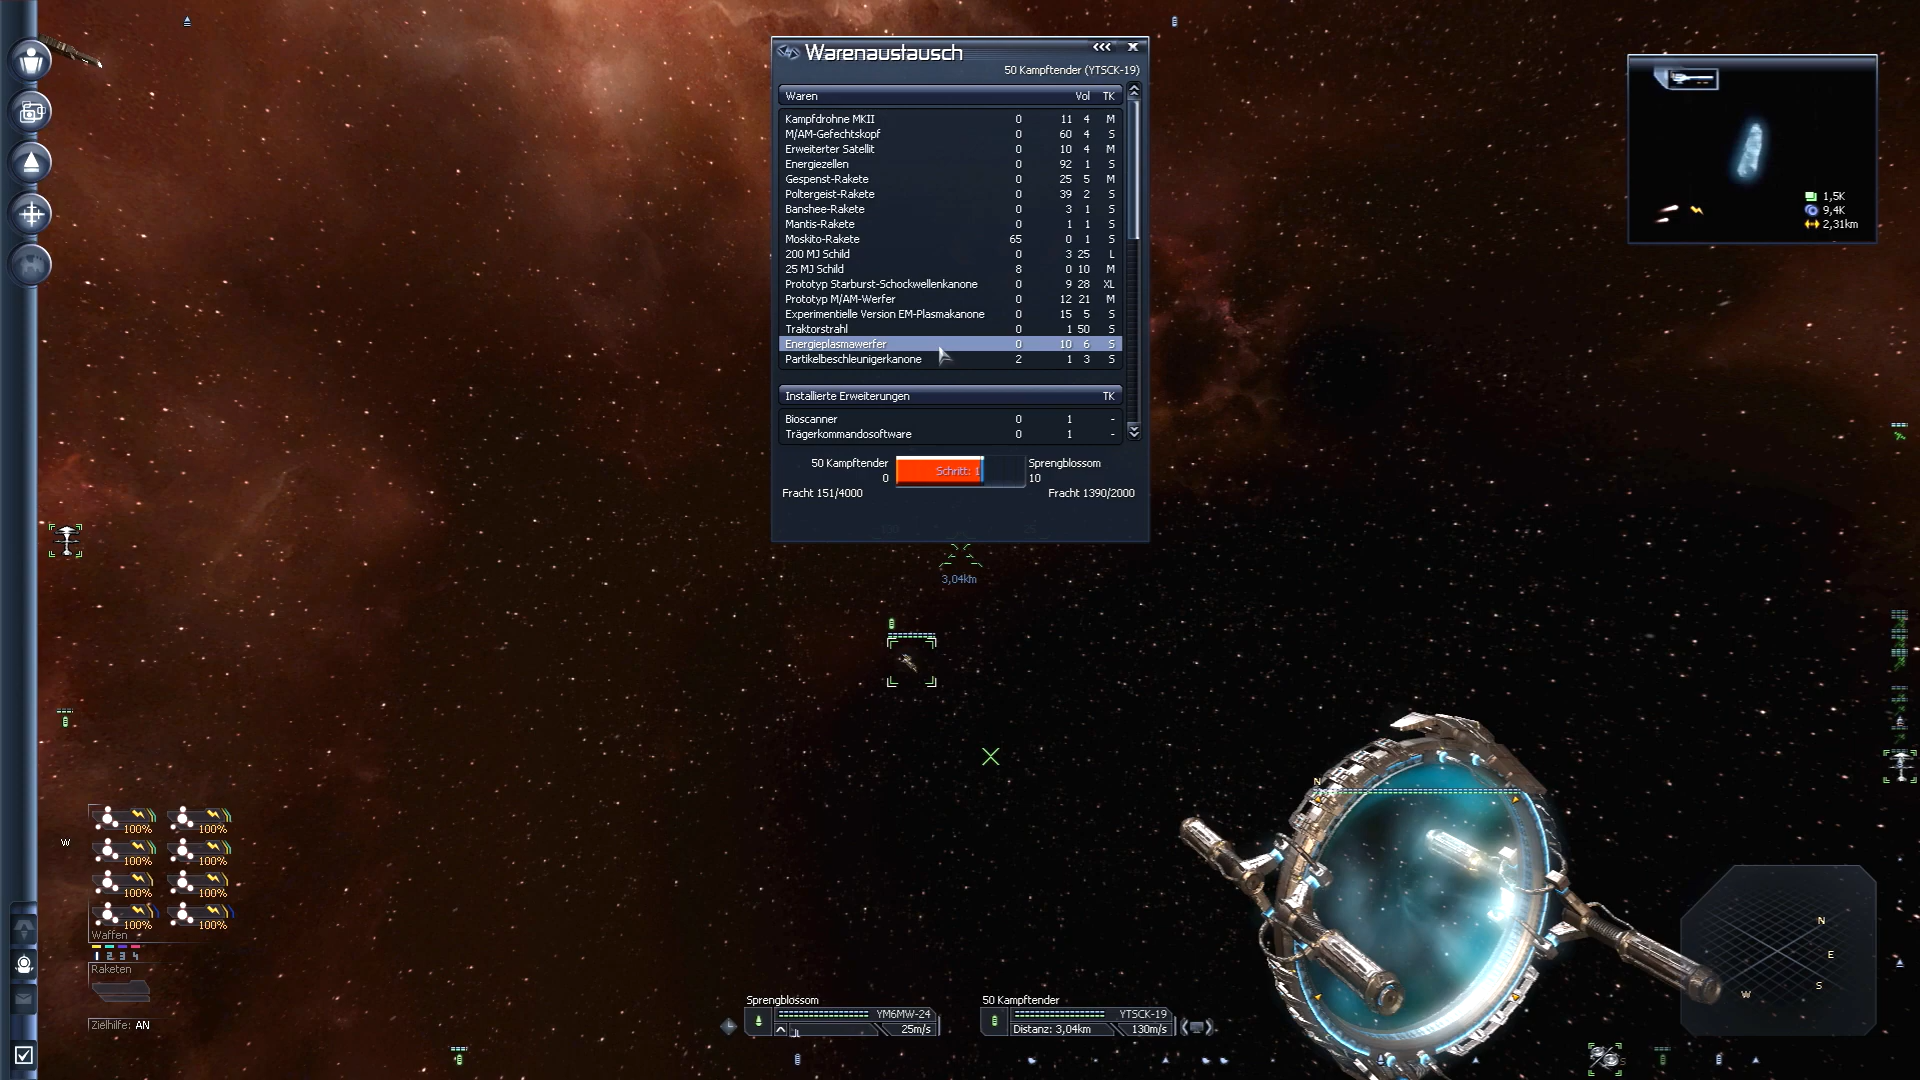 Warenaustausch
50 Kampftender (YTSCK-19)
Waren Vol TK
Kampfdrohne MKII 0 11 4 M
M/AM-Gefechtskopf 0 60 4 S
Erweiterter Satellit 0 10 4 M
Energiezellen 0 92 1 S
Gespenst-Rakete 0 25 5 M
Poltergeist-Rakete 0 39 2 S
Banshee-Rakete 0 3 1 S
Mantis-Rakete 0 1 1 S
Moskito-Rakete 65 0 1 S
200 MJ Schild 0 3 25 L
25 MJ Schild 8 0 10 M
Prototyp Starburst-Schockwellenkanone 0 9 28 XL
Prototyp M/AM-Werfer 0 12 21 M
Experimentielle Version EM-Plasmakanone 0 15 5 S
Traktorstrahl 0 1 50 S
Energieplasmawerfer 0 10 6 S
Partikelbeschleunigerkanone 2 1 3 S
Installierte Erweiterungen TK
Bioscanner 0 1 -
Trägerkommandosoftware 0 1 -
50 Kampftender Schritt: 1 Sprengblossom
0 10
Fracht 151/4000 Fracht 1390/2000
1,5K
9,4K
2,31km
3,04km
N
W
100% 100%
100% 100%
100% 100%
100% 100%
Waffen
1 2 3 4
Raketen
Zielhilfe: AN
Sprengblossom
YM6MW-24
25m/s
50 Kampftender
YTSCK-19
Distanz: 3,04km 130m/s
N
E
S
W